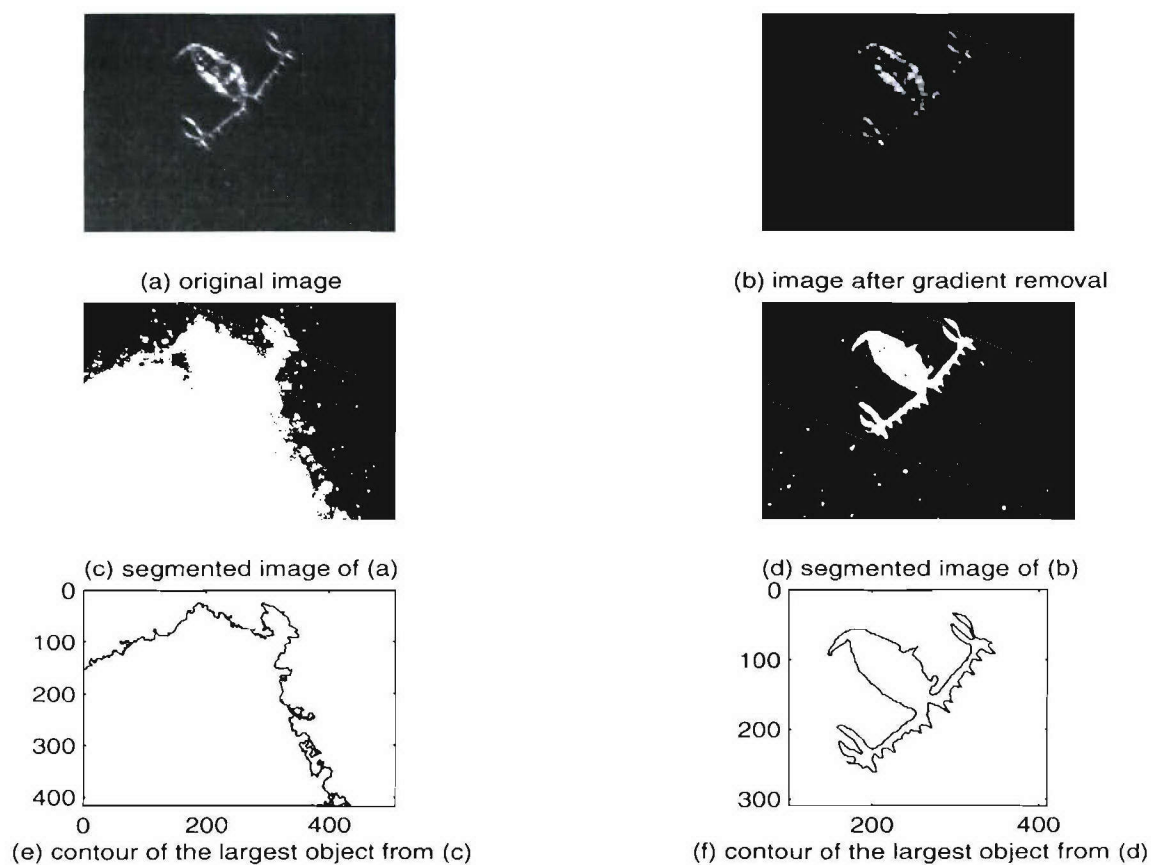 (a) original image
(b) image after gradient removal
(c) segmented image of (a)
(d) segmented image of (b)
0
100
200
300
400
0
200
400
(e) contour of the largest object from (c)
0
100
200
300
200
400
(f) contour of the largest object from (d)